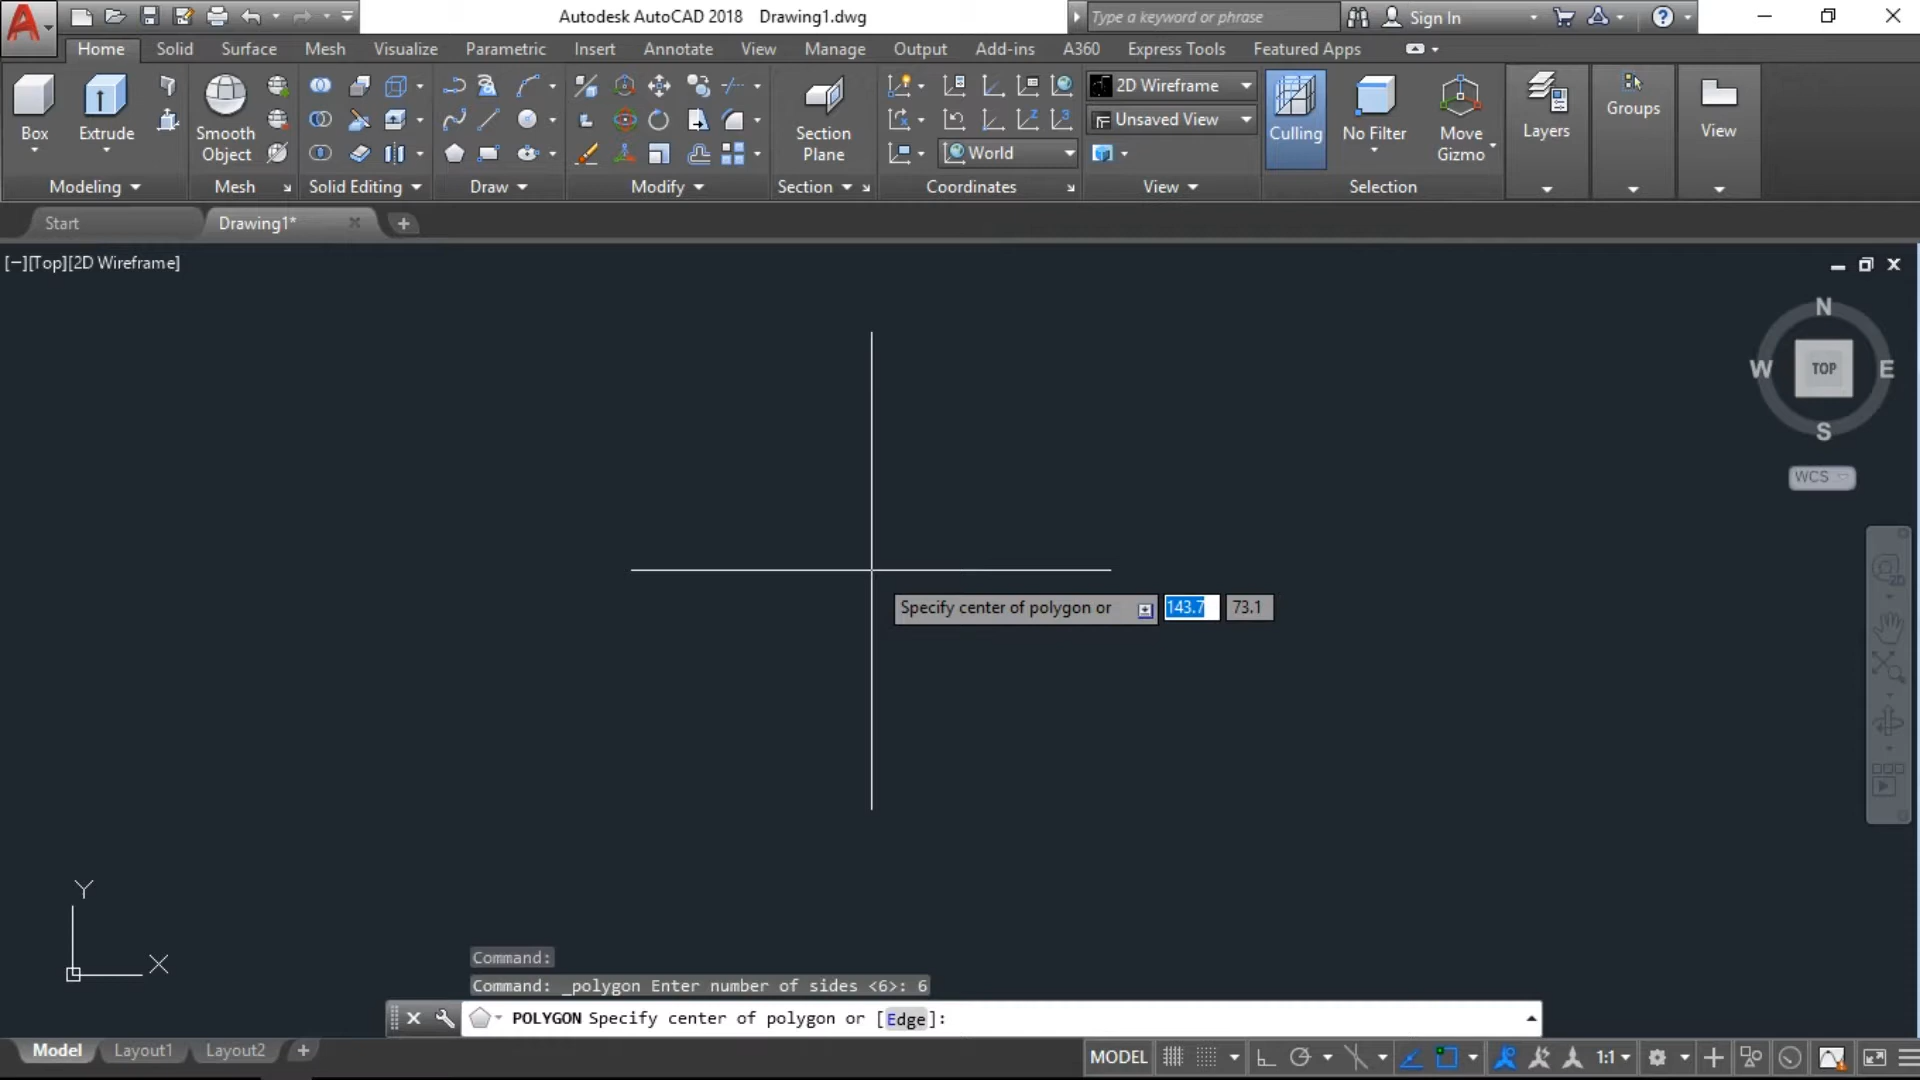 Autodesk AutoCAD 2018 Drawing1.dwg Type a keyword or phrase Sign In
Home Solid Surface Mesh Visualize Parametric Insert Annotate View Manage Output Add-ins A360 Express Tools Featured Apps
Box
Extrude
Smooth
Object
Section
Plane
2D Wireframe
Unsaved View
World
Culling
No Filter
Move
Gizmo
Layers
Groups
View
Modeling Mesh Solid Editing Draw Modify Section Coordinates View Selection
Start Drawing1*
[−][Top][2D Wireframe]
N
W TOP E
S
WCS
2D
Specify center of polygon or 143.7 73.1
Y
X
Command:
Command: _polygon Enter number of sides <6>: 6
POLYGON Specify center of polygon or [Edge]:
Model Layout1 Layout2
MODEL 1:1